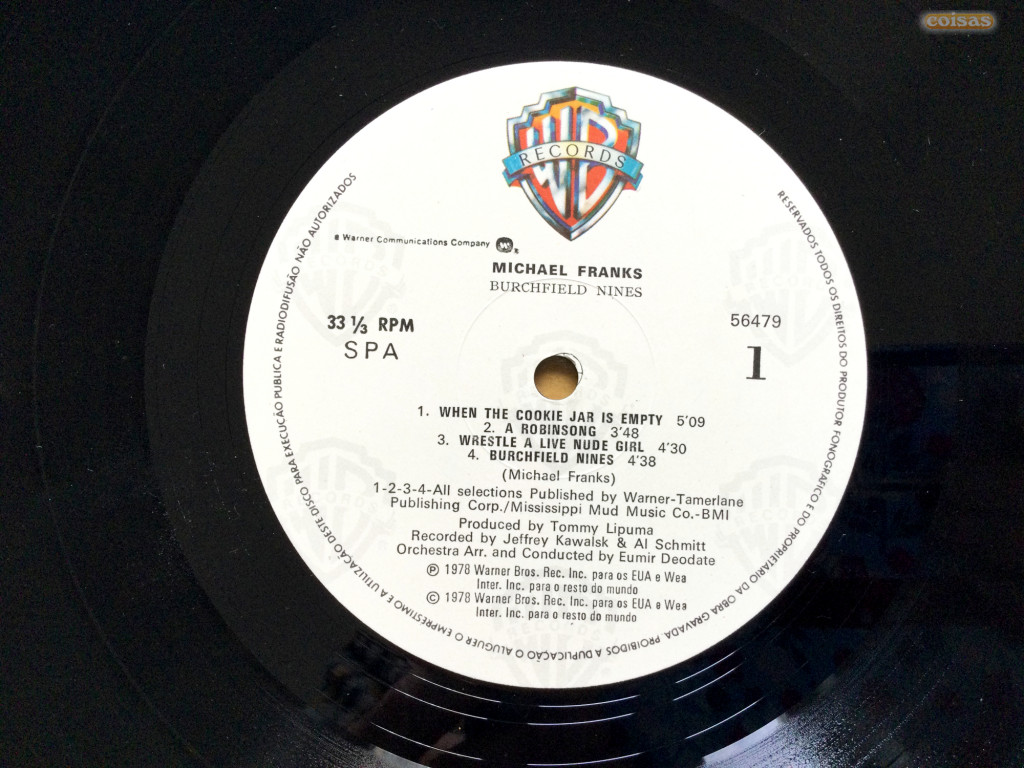 coisas
WB
RECORDS
a Warner Communications Company
MICHAEL FRANKS
BURCHFIELD NINES
33 ⅓ RPM
SPA
56479
1
1. WHEN THE COOKIE JAR IS EMPTY 5'09
2. A ROBINSONG 3'48
3. WRESTLE A LIVE NUDE GIRL 4'30
4. BURCHFIELD NINES 4'38
(Michael Franks)
1-2-3-4-All selections Published by Warner-Tamerlane
Publishing Corp./Mississippi Mud Music Co.-BMI
Produced by Tommy Lipuma
Recorded by Jeffrey Kawalsk & Al Schmitt
Orchestra Arr. and Conducted by Eumir Deodate
Ⓟ 1978 Warner Bros. Rec. Inc. para os EUA e Wea
Inter. Inc. para o resto do mundo
© 1978 Warner Bros. Rec. Inc. para os EUA e Wea
Inter. Inc. para o resto do mundo
RESERVADOS TODOS OS DIREITOS DO PRODUTOR FONOGRAFICO E DO PROPRIETARIO DA OBRA GRAVADA PROIBIDOS A DUPLICAÇÃO O ALUGUER O EMPRESTIMO E A UTILIZAÇÃO DESTE DISCO PARA EXECUÇÃO PUBLICA E RADIODIFUSÃO NÃO AUTORIZADOS